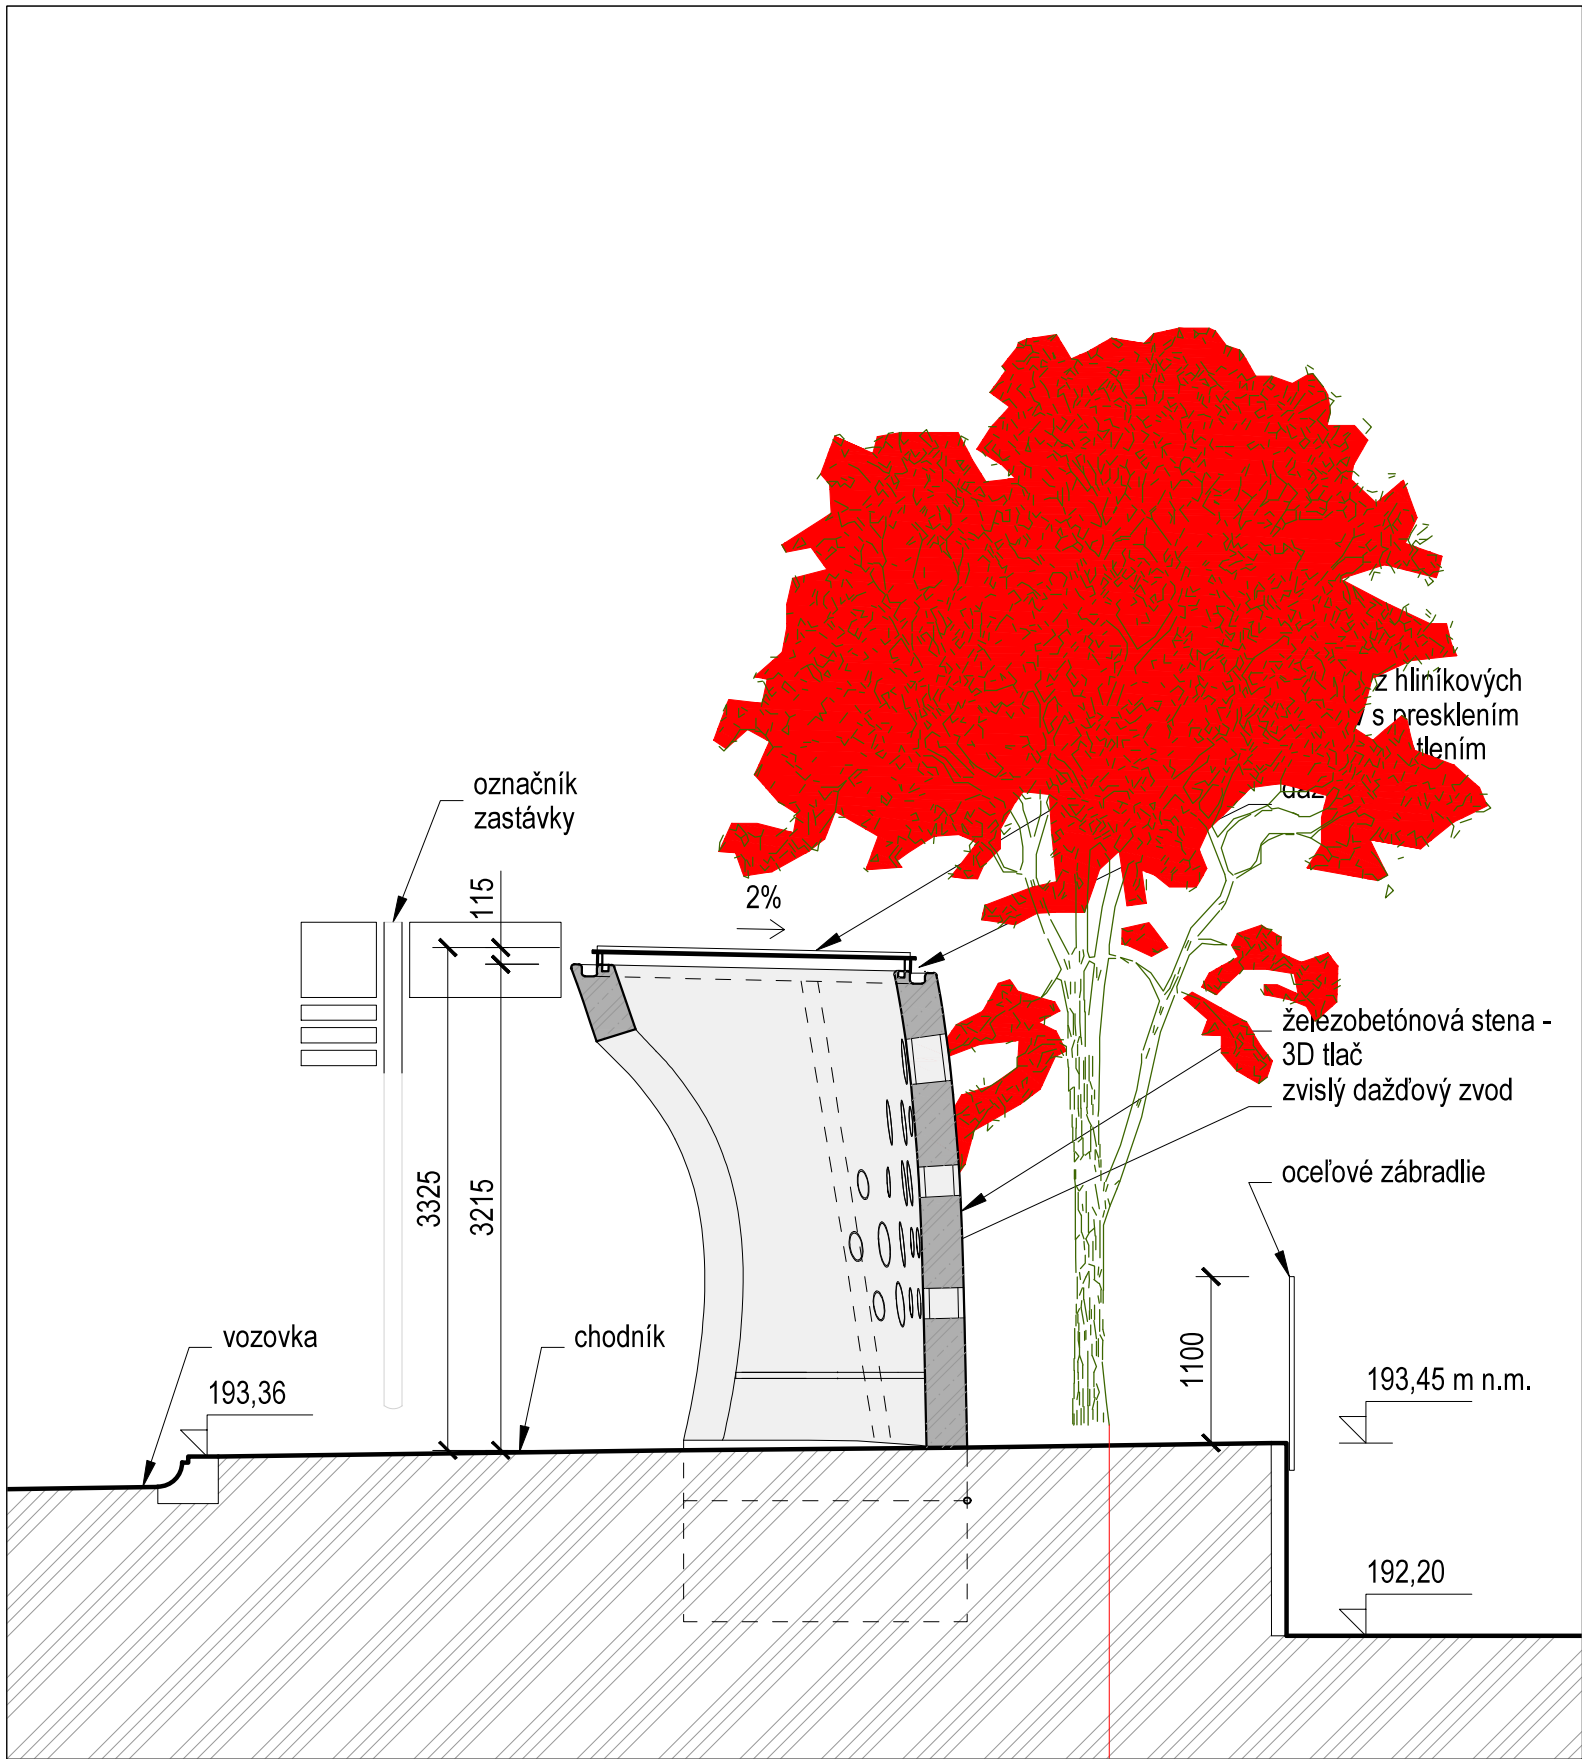 z hliníkových
s presklením
označník
zastávky
115
2%
železobetónová stena -
3D tlač
zvislý dažďový zvod
oceľové zábradlie
3325
3215
1100
vozovka
chodník
193,36
193,45 m n.m.
192,20